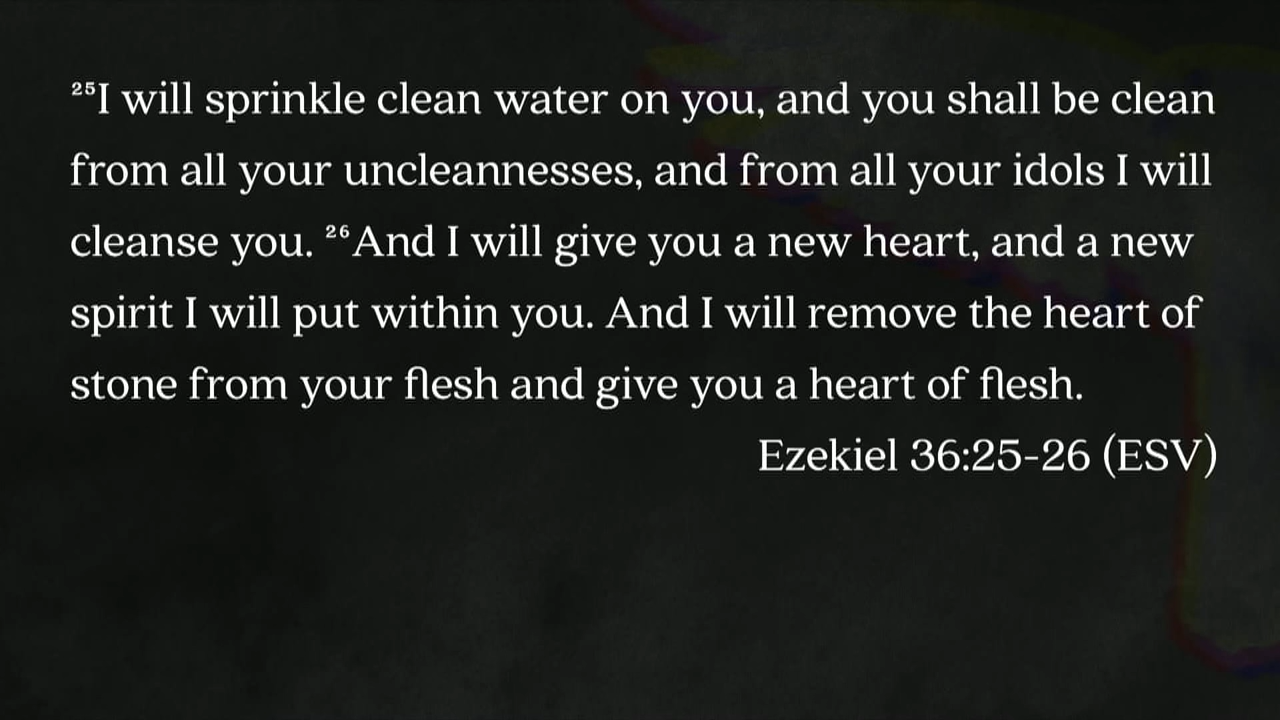 ²⁵I will sprinkle clean water on you, and you shall be clean
from all your uncleannesses, and from all your idols I will
cleanse you. ²⁶And I will give you a new heart, and a new
spirit I will put within you. And I will remove the heart of
stone from your flesh and give you a heart of flesh.
Ezekiel 36:25-26 (ESV)